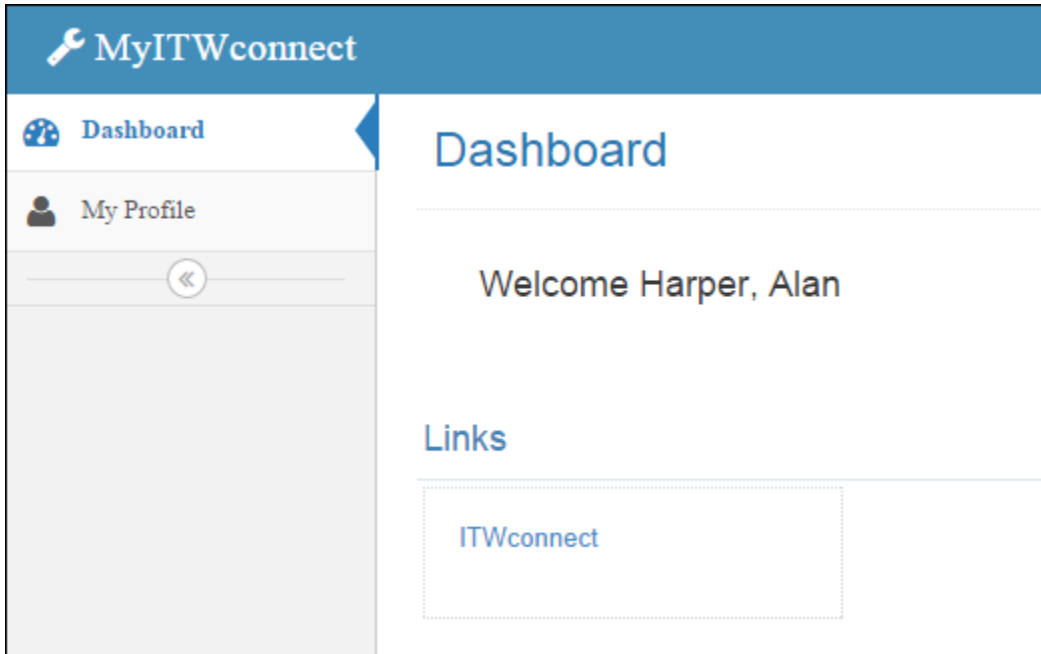 MyITWconnect
Dashboard
My Profile
Dashboard
Welcome Harper, Alan
Links
ITWconnect